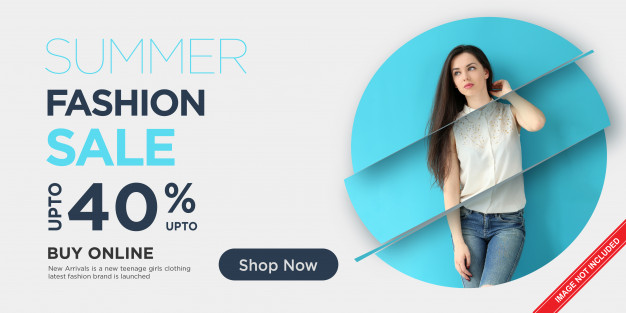 SUMMER
FASHION
SALE
UPTO 40% UPTO
BUY ONLINE
New Arrivals is a new teenage girls clothing
latest fashion brand is launched
Shop Now
IMAGE NOT INCLUDED